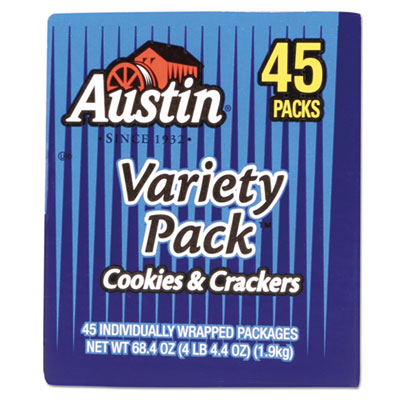 45
PACKS
Austin®
• SINCE 1932 •
Variety
Pack™
Cookies & Crackers
45 INDIVIDUALLY WRAPPED PACKAGES
NET WT 68.4 OZ (4 LB 4.4 OZ) (1.9kg)